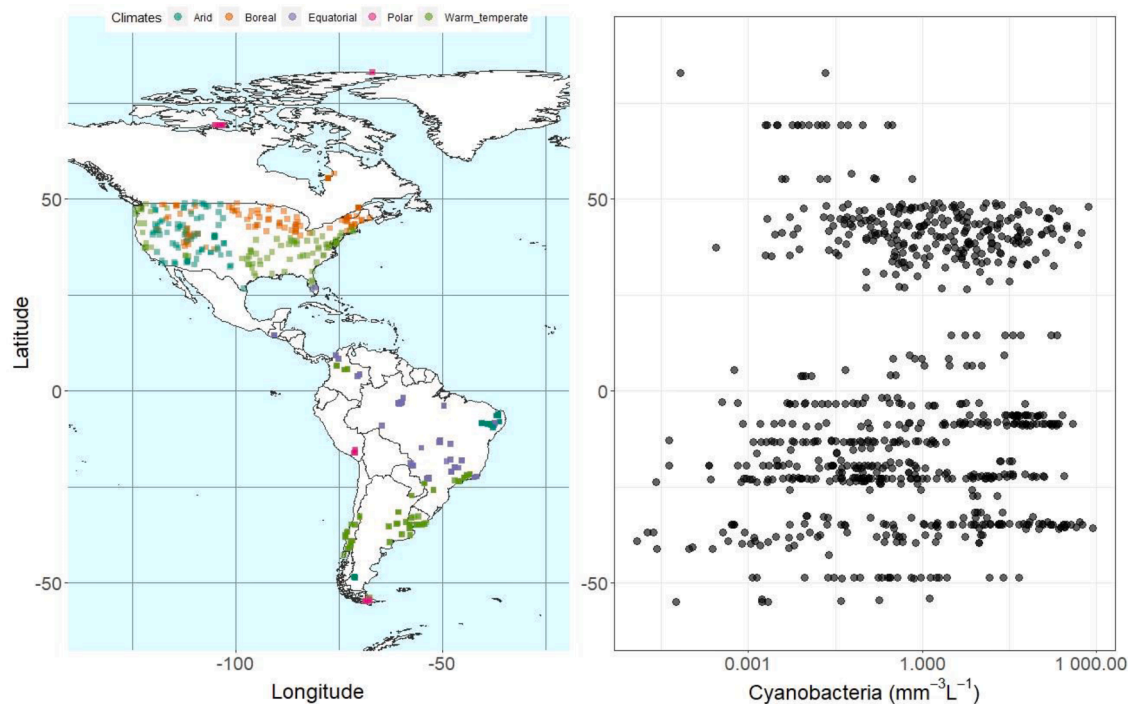 Climates Arid Boreal Equatorial Polar Warm_temperate
Latitude
50
0
-50
-100 -50
Longitude
50
0
-50
0.001 1.000 1 000.00
Cyanobacteria (mm⁻³L⁻¹)